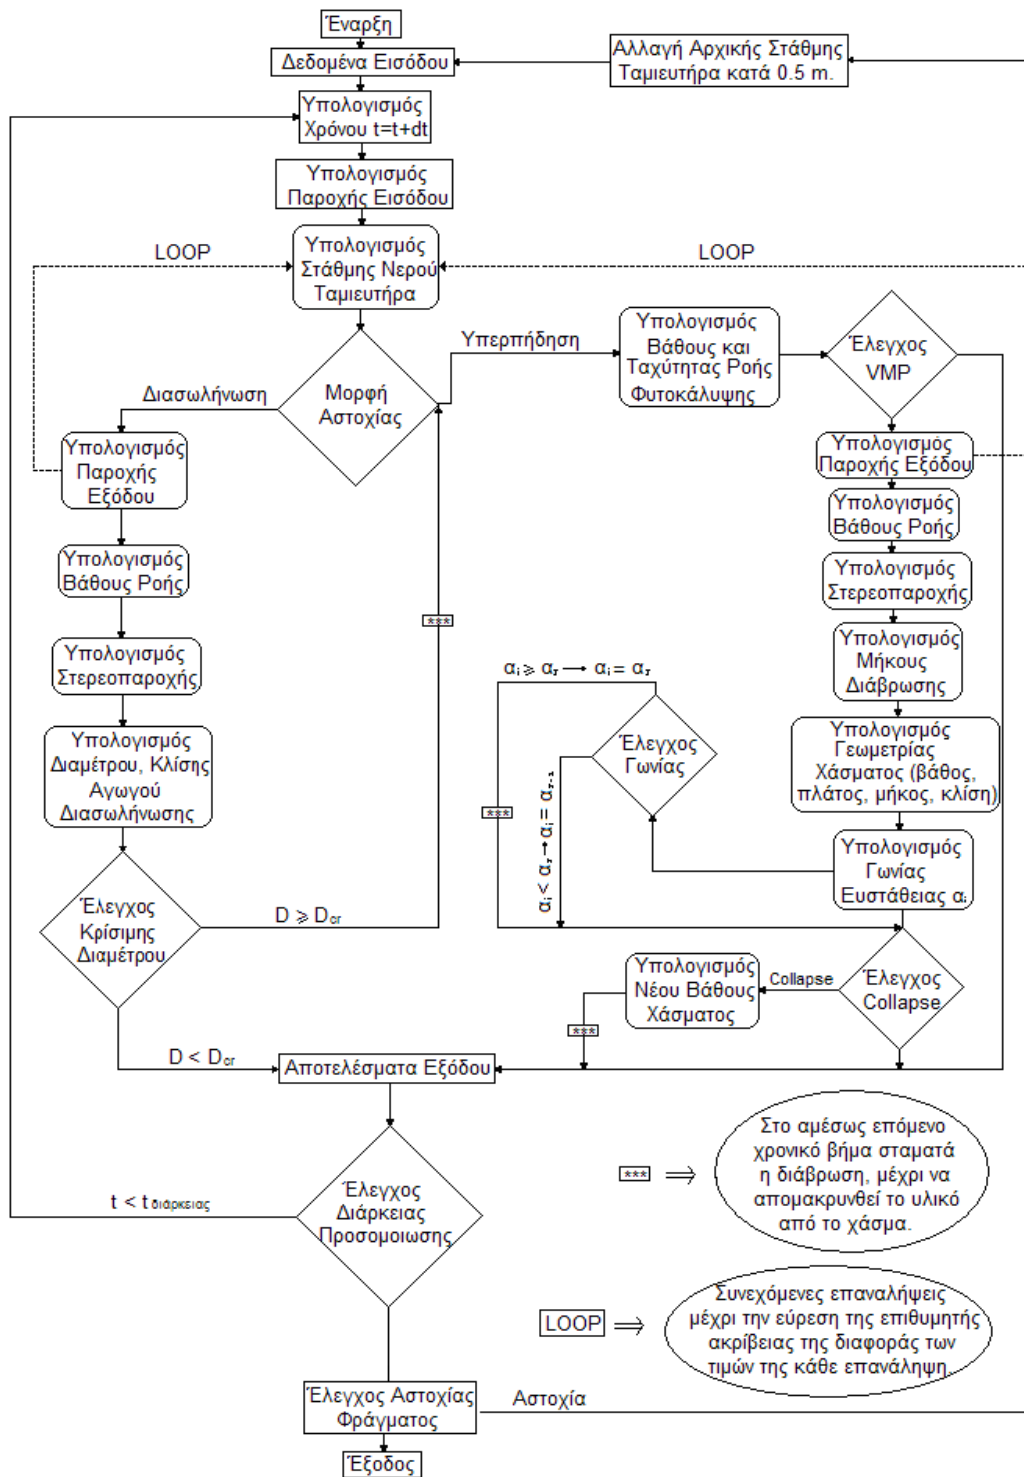 Έναρξη
Δεδομένα Εισόδου
Αλλαγή Αρχικής Στάθμης
Ταμιευτήρα κατά 0.5 m.
Υπολογισμός
Χρόνου t=t+dt
Υπολογισμός
Παροχής Εισόδου
LOOP
Υπολογισμός
Στάθμης Νερού
Ταμιευτήρα
LOOP
Υπερπήδηση
Υπολογισμός
Βάθους και
Ταχύτητας Ροής
Φυτοκάλυψης
Έλεγχος
VMP
Διασωλήνωση
Μορφή
Αστοχίας
Υπολογισμός
Παροχής
Εξόδου
Υπολογισμός
Παροχής Εξόδου
Υπολογισμός
Βάθους Ροής
Υπολογισμός
Βάθους Ροής
Υπολογισμός
Στερεοπαροχής
***
Υπολογισμός
Στερεοπαροχής
Υπολογισμός
Μήκους
Διάβρωσης
αᵢ ⩾ α → αᵢ = α
Υπολογισμός
Διαμέτρου, Κλίσης
Αγωγού
Διασωλήνωσης
Έλεγχος
Γωνίας
Υπολογισμός
Γεωμετρίας
Χάσματος (βάθος,
πλάτος, μήκος, κλίση)
***
αᵢ < α → αᵢ = α
Υπολογισμός
Γωνίας
Ευστάθειας αᵢ
Έλεγχος
Κρίσιμης
Διαμέτρου
D ⩾ Dcr
Υπολογισμός
Νέου Βάθους
Χάσματος
Collapse
Έλεγχος
Collapse
***
D < Dcr
Αποτελέσματα Εξόδου
*** ⇒
Στο αμέσως επόμενο
χρονικό βήμα σταματά
η διάβρωση, μέχρι να
απομακρυνθεί το υλικό
από το χάσμα.
t < t διάρκειας
Έλεγχος
Διάρκειας
Προσομοιωσης
LOOP ⇒
Συνεχόμενες επαναλήψεις
μέχρι την εύρεση της επιθυμητής
ακρίβειας της διαφοράς των
τιμών της κάθε επανάληψη.
Έλεγχος Αστοχίας
Φράγματος
Αστοχία
Έξοδος